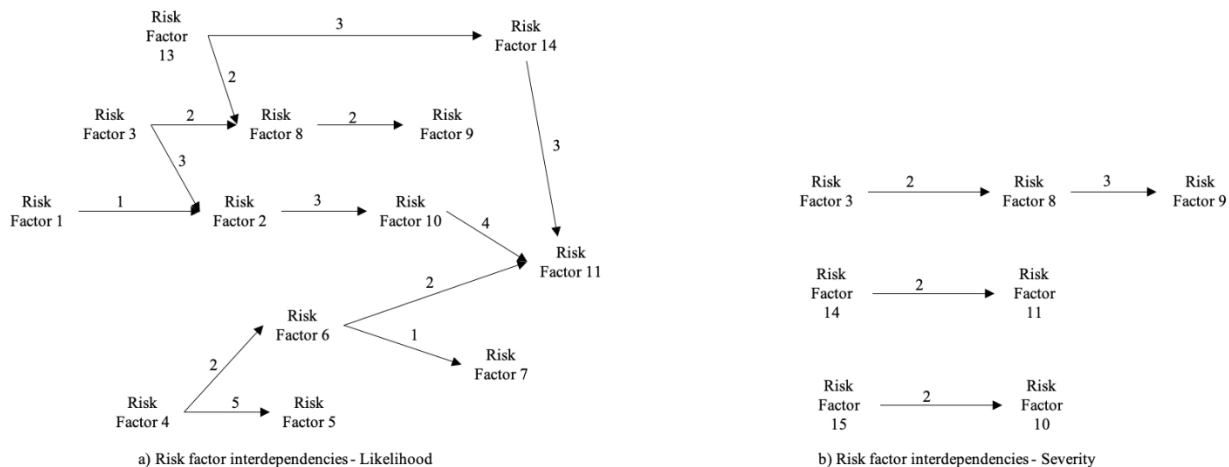 Risk
Factor
13
3
Risk
Factor 14
2
Risk
Factor 3
2
Risk
Factor 8
2
Risk
Factor 9
3
3
Risk
Factor 1
1
Risk
Factor 2
3
Risk
Factor 10
4
Risk
Factor 11
2
Risk
Factor 6
1
Risk
Factor 7
2
Risk
Factor 4
5
Risk
Factor 5
a) Risk factor interdependencies - Likelihood
Risk
Factor 3
2
Risk
Factor 8
3
Risk
Factor 9
Risk
Factor
14
2
Risk
Factor
11
Risk
Factor
15
2
Risk
Factor
10
b) Risk factor interdependencies - Severity